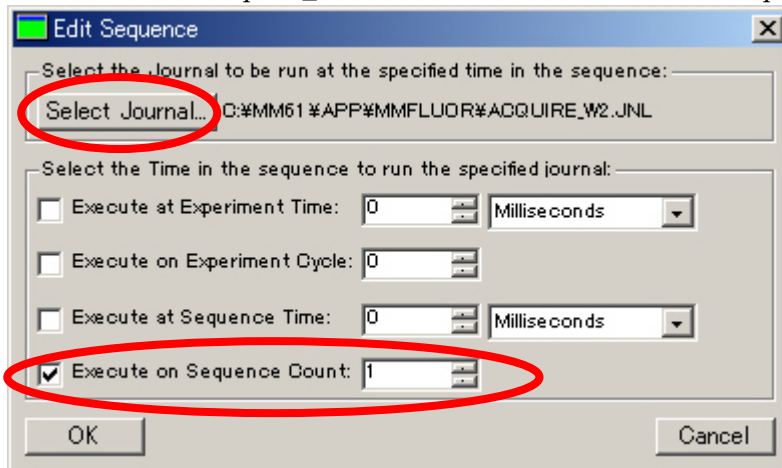 Edit Sequence
Select the Journal to be run at the specified time in the sequence:
Select Journal... C:¥MM61¥APP¥MMFLUOR¥ACQUIRE_W2.JNL
Select the Time in the sequence to run the specified journal:
Execute at Experiment Time: 0 Milliseconds
Execute on Experiment Cycle: 0
Execute at Sequence Time: 0 Milliseconds
Execute on Sequence Count: 1
OK Cancel